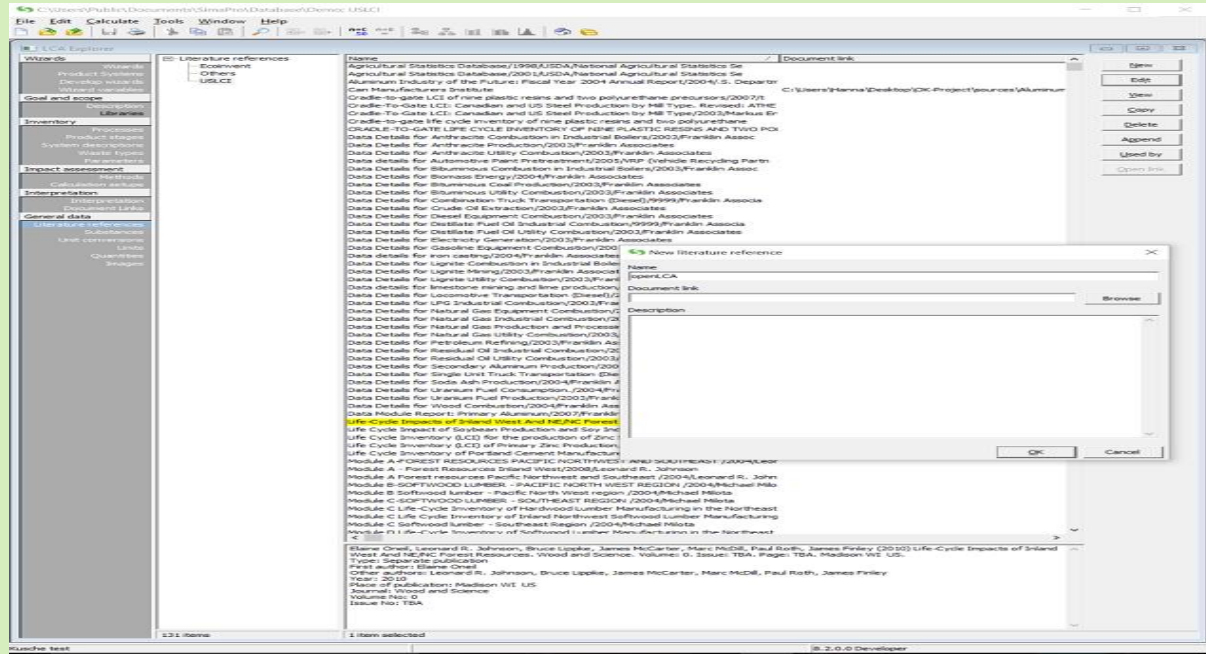 C:\Users\Public\Documents\SimaPro\Database\Demo; USLCI
File Edit Calculate Tools Window Help
LCA Explorer
Wizards
Wizards
Product Systems
Develop wizards
Wizard variables
Goal and scope
Description
Libraries
Inventory
Processes
Product stages
System descriptions
Waste types
Parameters
Impact assessment
Methods
Calculation setups
Interpretation
Interpretation
Document Links
General data
Literature references
Substances
Unit conversions
Units
Quantities
Images
Literature references
Ecoinvent
Others
USLCI
Name / Document link
Agricultural Statistics Database/1998/USDA/National Agricultural Statistics Se
Agricultural Statistics Database/2001/USDA/National Agricultural Statistics Se
Aluminum Industry of the Future: Fiscal Year 2004 Annual Report/2004/.S. Departm
Can Manufacturers Institute C:\Users\Hanna\Desktop\OK-Project\sources\Aluminum
Cradle-to-gate LCI of nine plastic resins and two polyurethane precursors/2007/t
Cradle-To-Gate LCI: Canadian and US Steel Production by Mill Type. Revised: ATHE
Cradle-To-Gate LCI: Canadian and US Steel Production by Mill Type/2003/Markus Er
Cradle-to-gate life cycle inventory of nine plastic resins and two polyurethane
CRADLE-TO-GATE LIFE CYCLE INVENTORY OF NINE PLASTIC RESINS AND TWO POI
Data Details for Anthracite Combustion in Industrial Boilers/2003/Franklin Assoc
Data Details for Anthracite Production/2003/Franklin Associates
Data Details for Anthracite Utility Combustion/2003/Franklin Associates
data details for Automotive Paint Pretreatment/2005/VRP (Vehicle Recycling Partn
Data Details for Bibuminous Combustion in Industrial Boilers/2003/Franklin Assoc
Data Details for Biomass Energy/2004/Franklin Associates
Data details for Bituminous Coal Production/2003/Franklin Associates
Data Details for Bituminous Utility Combustion/2003/Franklin Associates
Data Details for Combination Truck Transportation (Diesel)/9999/Franklin Associa
Data Details for Crude Oil Extraction/2003/Franklin Associates
Data Details for Diesel Equipment Combustion/2003/Franklin Associates
Data Details for Distillate Fuel Oil Industrial Combustion/9999/Franklin Associa
Data Details for Distillate Fuel Oil Utility Combustion/2003/Franklin Associates
Data Details for Electricity Generation/2003/Franklin Associates
Data Details for Gasoline Equipment Combustion/200
Data details for iron casting/2004/Franklin Associates
Data Details for Lignite Combustion in Industrial Boile
Data Details for Lignite Mining/2003/Franklin Associat
Data Details for Lignite Utility Combustion/2003/Frank
data details for limestone mining and lime production/
Data Details for Locomotive Transportation (Diesel)/2
Data Details for LPG Industrial Combustion/2003/Fran
Data Details for Natural Gas Equipment Combustion/2
Data Details for Natural Gas Industrial Combustion/20
Data Details for Natural Gas Production and Processin
Data Details for Natural Gas Utility Combustion/2003/
Data Details for Petroleum Refining/2003/Franklin As
Data Details for Residual Oil Industrial Combustion/20
Data Details for Residual Oil Utility Combustion/2003/
Data Details for Secondary Aluminum Production/200
Data Details for Single Unit Truck Transportation (Die
Data Details for Soda Ash Production/2004/Franklin A
Data Details for Uranium Fuel Consumption../2004/Fr
Data Details for Uranium Fuel Production/2003/Frankl
Data Details for Wood Combustion/2004/Franklin Ass
Data Module Report: Primary Aluminum/2007/Franklin
Life-Cycle Impacts of Inland West And NE/NC Forest
Life Cycle Impact of Soybean Production and Soy Ind
Life Cycle Inventory (LCI) for the production of Zinc
Life Cycle Inventory (LCI) of Primary Zinc Production,
Life Cycle Inventory of Portland Cement Manufactur
Module A-FOREST RESOURCES PACIFIC NORTHWEST AND SOUTHEAST /2004/Leor
Module A - Forest Resources Inland West/2008/Leonard R. Johnson
Module A Forest resources Pacific Northwest and Southeast /2004/Leonard R. John
Module B-SOFTWOOD LUMBER - PACIFIC NORTH WEST REGION /2004/Michael Milo
Module B Softwood lumber - Pacific North West region /2004/Michael Milota
Module C-SOFTWOOD LUMBER - SOUTHEAST REGION /2004/Michael Milota
Module C Life-Cycle Inventory of Hardwood Lumber Manufacturing in the Northeast
Module C Life Cycle Inventory of Inland Northwest Softwood Lumber Manufacturing
Module C Softwood lumber - Southeast Region /2004/Michael Milota
Module D Life-Cycle Inventory of Softwood Lumber Manufacturing in the Northeast
New
Edit
View
Copy
Delete
Append
Used by
Open link
New literature reference
Name
openLCA
Document link
Browse
Description
OK Cancel
Elaine Oneil, Leonard R. Johnson, Bruce Lippke, James McCarter, Marc McDill, Paul Roth, James Finley (2010) Life-Cycle Impacts of Inland
West And NE/NC Forest Resources. Wood and Science. Volume: 0. Issue: TBA. Page: TBA. Madison WI US.
Type: Separate publication
First author: Elaine Oneil
Other authors: Leonard R. Johnson, Bruce Lippke, James McCarter, Marc McDill, Paul Roth, James Finley
Year: 2010
Place of publication: Madison WI US
Journal: Wood and Science
Volume No: 0
Issue No: TBA
131 items 1 item selected
Kusche test 8.2.0.0 Developer